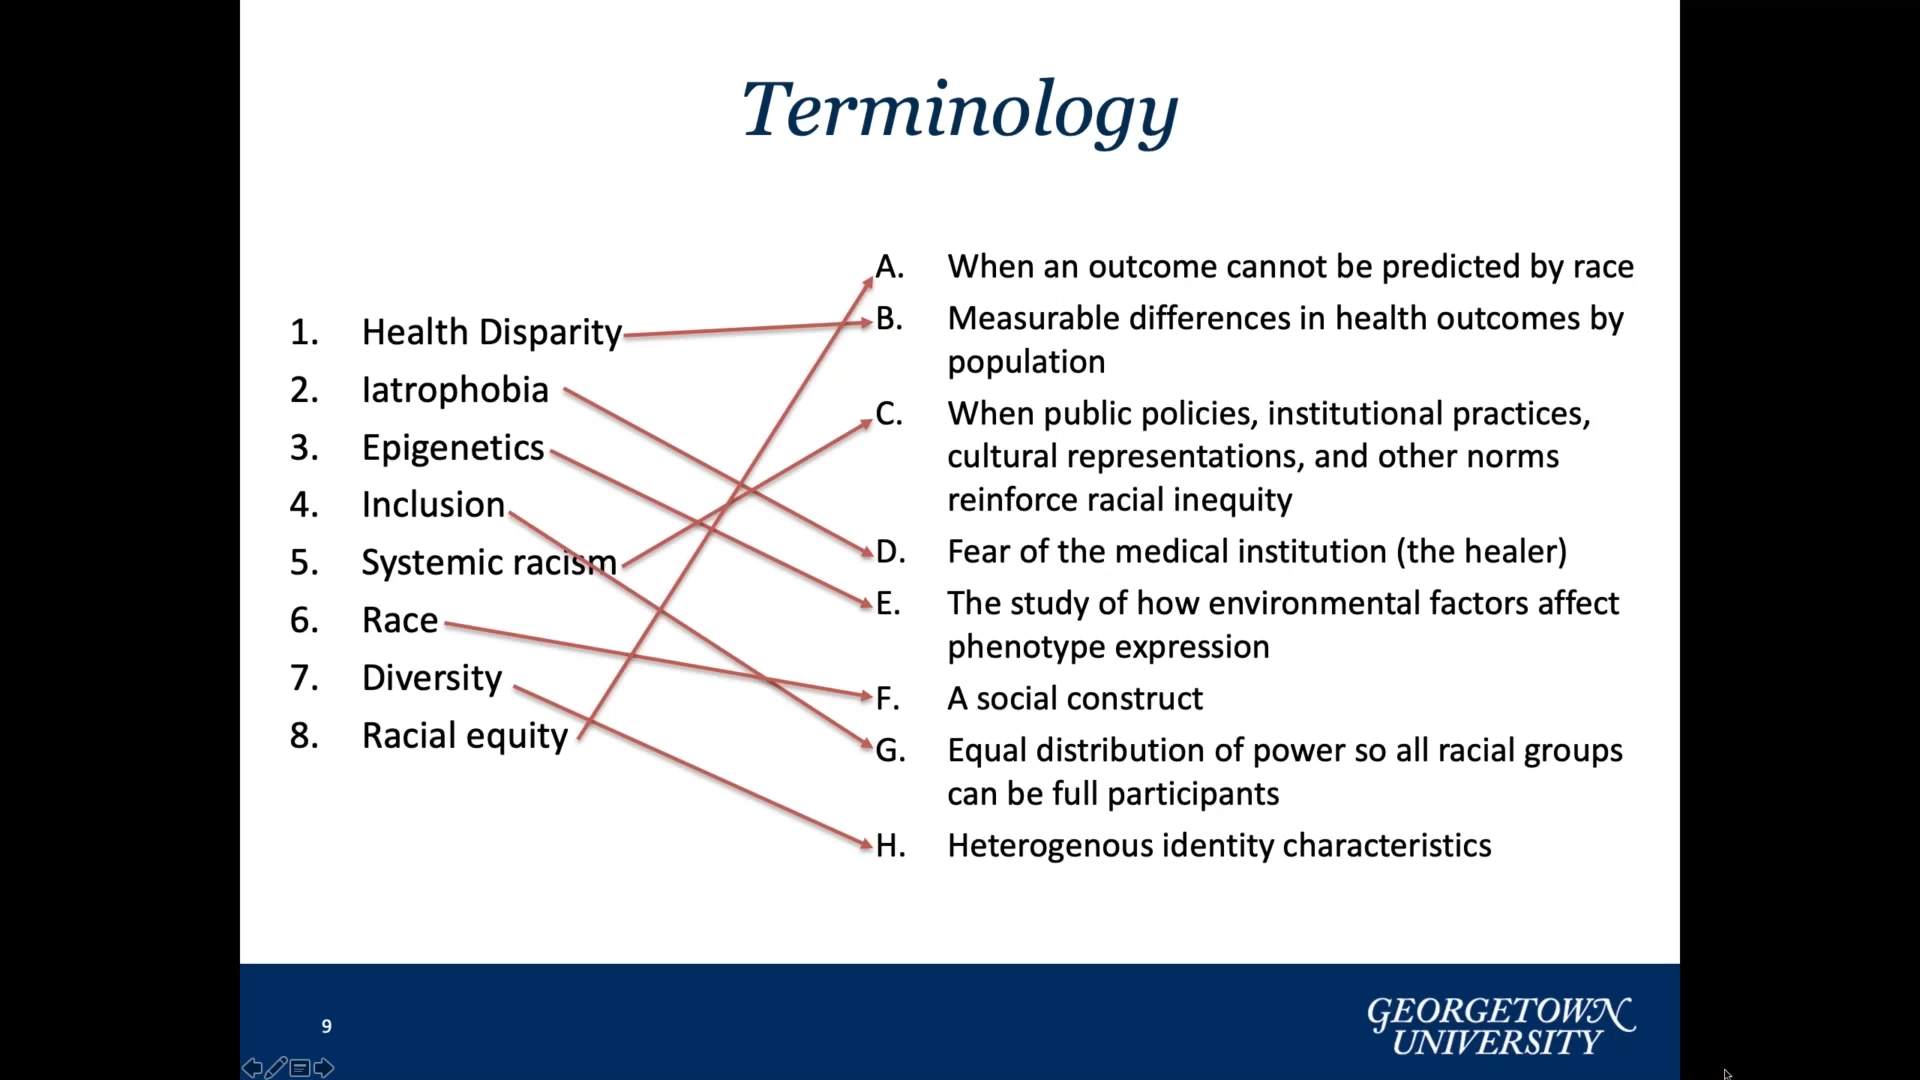 Terminology
1. Health Disparity
2. Iatrophobia
3. Epigenetics
4. Inclusion
5. Systemic racism
6. Race
7. Diversity
8. Racial equity
A. When an outcome cannot be predicted by race
B. Measurable differences in health outcomes by
population
C. When public policies, institutional practices,
cultural representations, and other norms
reinforce racial inequity
D. Fear of the medical institution (the healer)
E. The study of how environmental factors affect
phenotype expression
F. A social construct
G. Equal distribution of power so all racial groups
can be full participants
H. Heterogenous identity characteristics
9
GEORGETOWN
UNIVERSITY